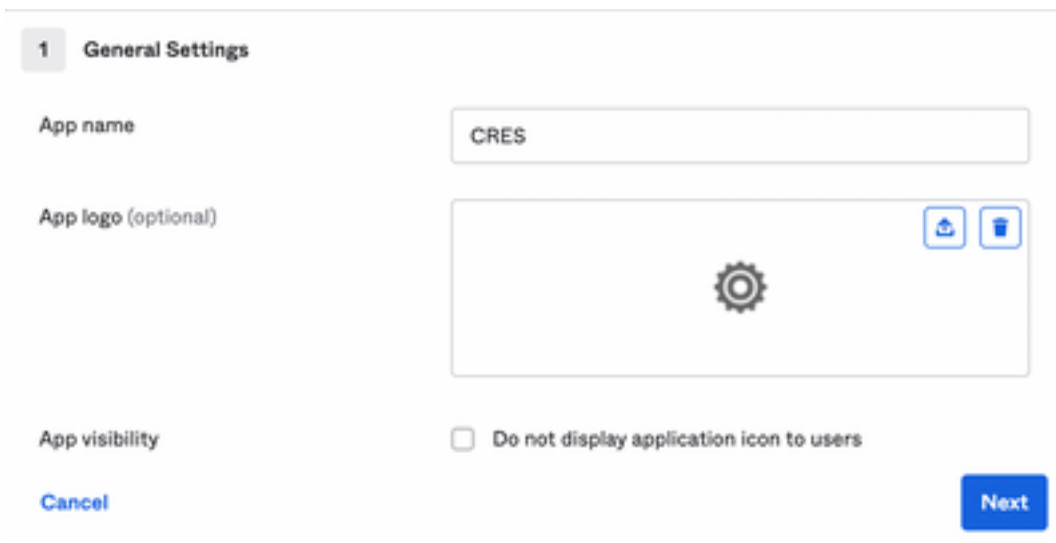 1 General Settings
App name
CRES
App logo (optional)
App visibility
Do not display application icon to users
Cancel
Next